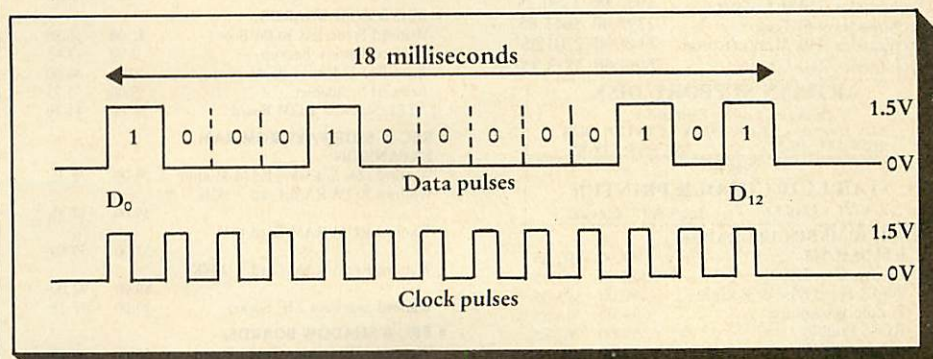 18 milliseconds
1 0 0 0 1 0 0 0 0 0 1 0 1
1.5V
0V
Data pulses
D₀
D₁₂
1.5V
0V
Clock pulses